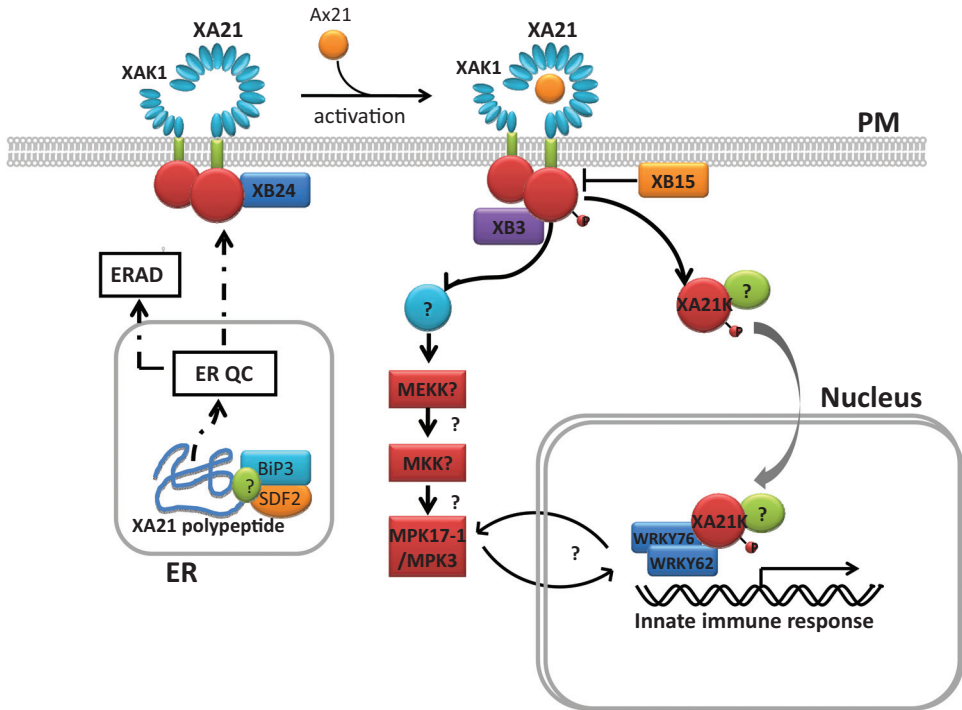 Ax21
XA21
XA21
XAK1
XAK1
activation
PM
XB24
XB15
XB3
ERAD
?
XA21K
?
ER QC
MEKK?
Nucleus
?
BiP3
MKK?
?
SDF2
?
XA21K
?
XA21 polypeptide
MPK17-1
/MPK3
?
WRKY76
WRKY62
ER
Innate immune response